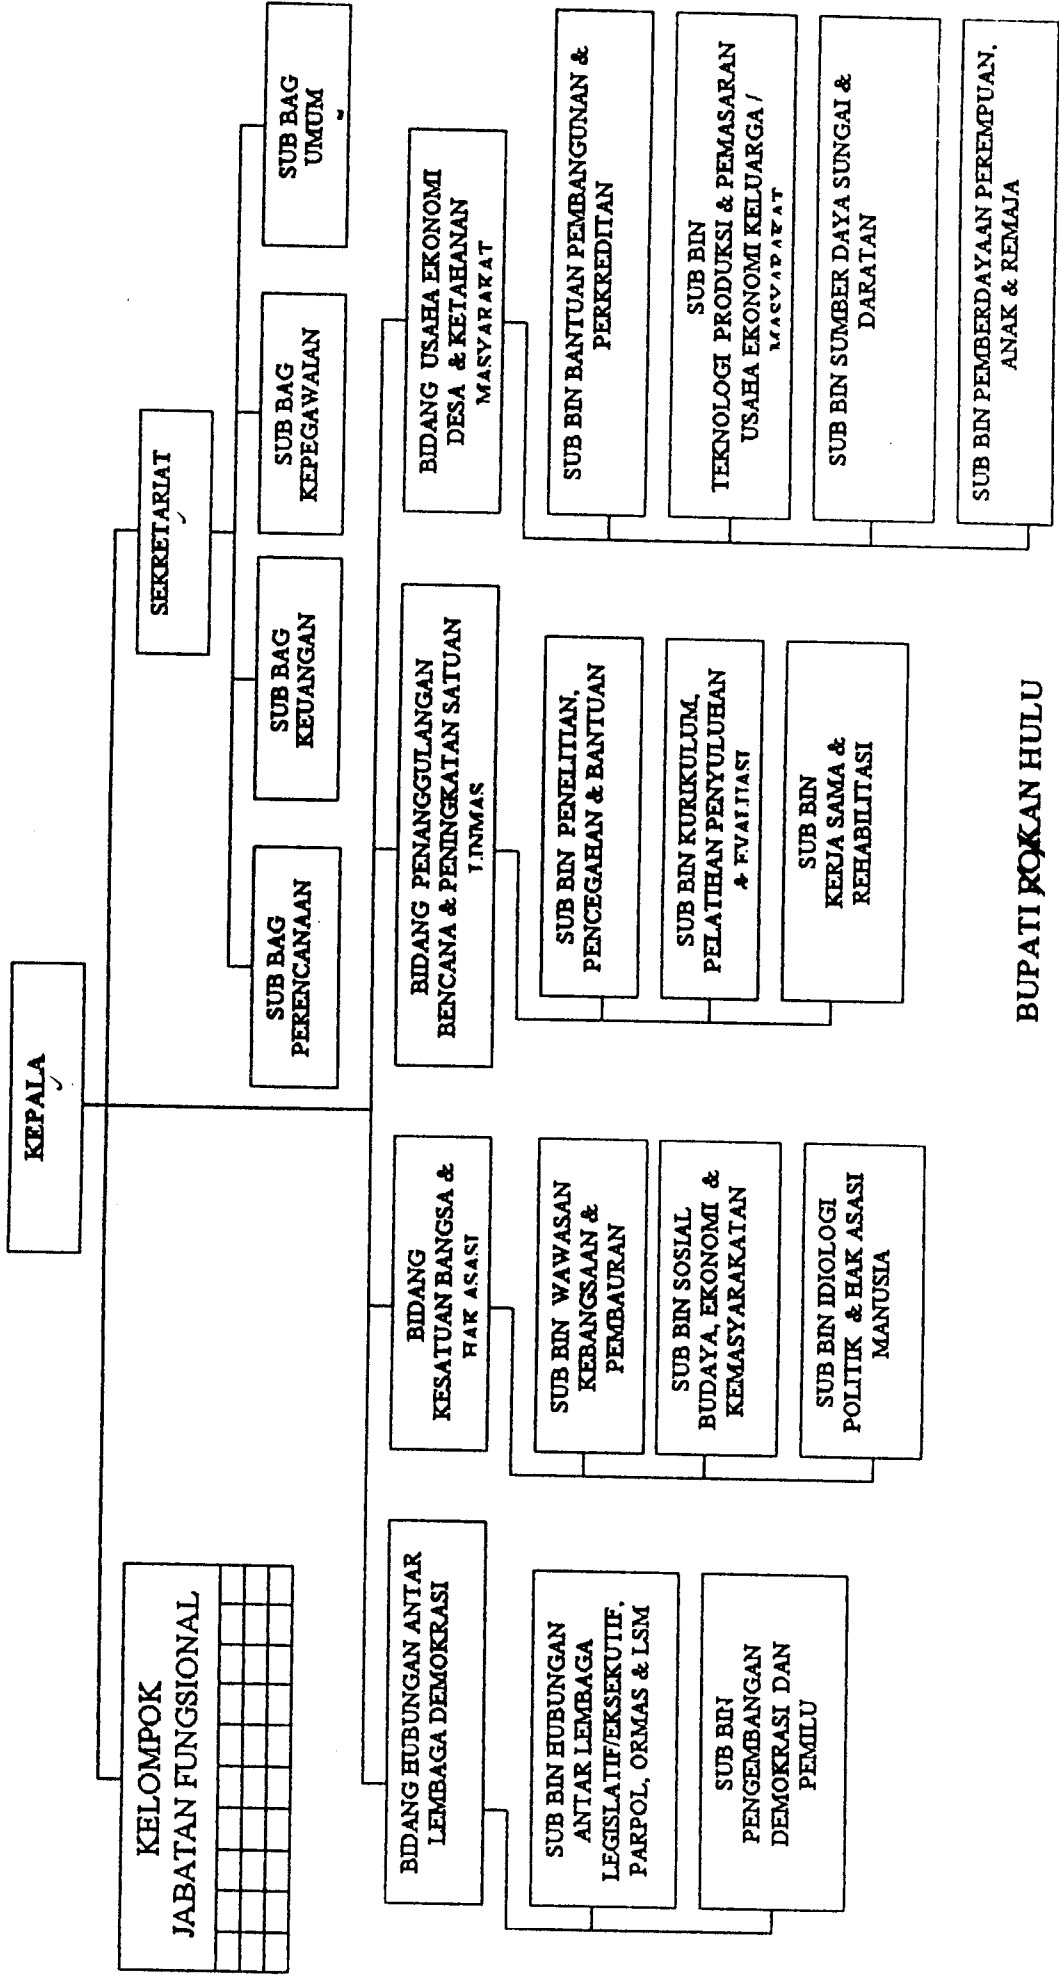 KEPALA
KELOMPOK
JABATAN FUNGSIONAL
SEKRETARIAT
SUB BAG
PERENCANAAN
SUB BAG
KEUANGAN
SUB BAG
KEPEGAWAIAN
SUB BAG
UMUM
BIDANG HUBUNGAN ANTAR
LEMBAGA DEMOKRASI
SUB BIN HUBUNGAN
ANTAR LEMBAGA
LEGISLATIF/EKSEKUTIF,
PARPOL, ORMAS & LSM
SUB BIN
PENGEMBANGAN
DEMOKRASI DAN
PEMILU
BIDANG
KESATUAN BANGSA &
HAK ASASI
SUB BIN WAWASAN
KEBANGSAAN &
PEMBAURAN
SUB BIN SOSIAL
BUDAYA, EKONOMI &
KEMASYARAKATAN
SUB BIN IDIOLOGI
POLITIK & HAK ASASI
MANUSIA
BIDANG PENANGGULANGAN
BENCANA & PENINGKATAN SATUAN
LINMAS
SUB BIN PENELITIAN,
PENCEGAHAN & BANTUAN
SUB BIN KURIKULUM,
PELATIHAN PENYULUHAN
& EVALUASI
SUB BIN
KERJA SAMA &
REHABILITASI
BIDANG USAHA EKONOMI
DESA & KETAHANAN
MASYARAKAT
SUB BIN BANTUAN PEMBANGUNAN &
PERKREDITAN
SUB BIN
TEKNOLOGI PRODUKSI & PEMASARAN
USAHA EKONOMI KELUARGA /
MASYARAKAT
SUB BIN SUMBER DAYA SUNGAI &
DARATAN
SUB BIN PEMBERDAYAAN PEREMPUAN,
ANAK & REMAJA
BUPATI ROKAN HULU